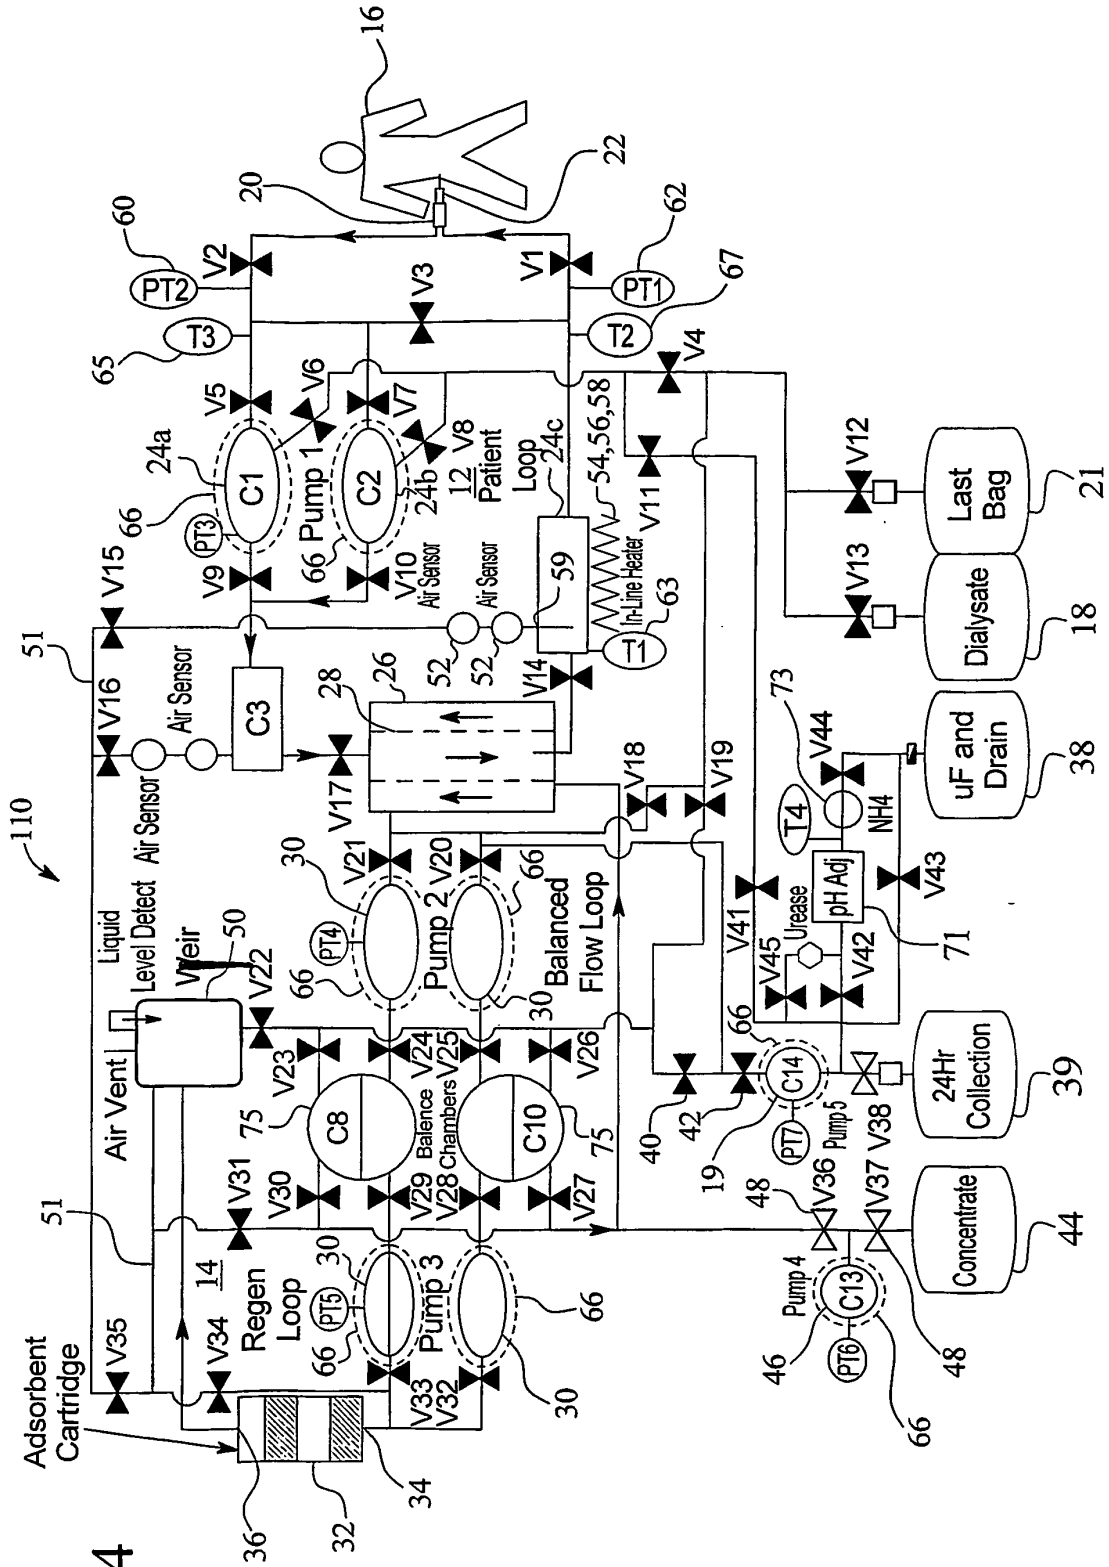 4
110
Adsorbent
Cartridge
36
32
34
V35
51
14
V34
Regen
Loop
PT5
66
30
Pump 3
V33
V32
30
66
V31
V30
V29
V28
V27
Air Vent
Liquid
Level Detect
Weir
50
V22
V23
V24
V25
V26
75
C8
Balence
Chambers
C10
75
66
PT4
30
Pump 2
V21
V20
66
30
Balanced
Flow Loop
51
V16
V15
Air Sensor
Air Sensor
C3
V17
28
26
V18
V19
V14
52
52
Air Sensor
Air Sensor
59
24c
T1
63
In-Line Heater
54,56,58
V9
V10
PT3
66
24a
C1
Pump 1
66
C2
24b
V5
V6
V7
V8
12
Patient
Loop
65
T3
60
PT2
V2
V3
V1
PT1
62
T2
67
20
22
16
V4
V11
V12
V13
Last
Bag
21
Dialysate
18
uF and
Drain
38
73
V44
NH4
T4
pH Adj
71
V43
V41
Urease
V45
V42
66
C14
19
PT7
Pump 5
40
42
V38
24Hr
Collection
39
48
V36
V37
48
Pump 4
C13
46
PT6
66
Concentrate
44